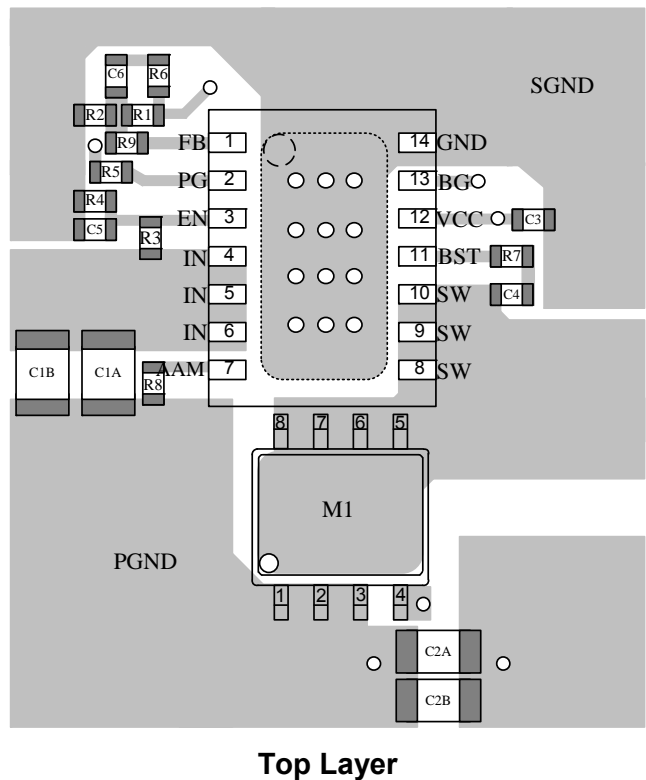 C6
R6
SGND
R2
R1
R9
FB
1
14
GND
R5
PG
2
13
BG
R4
EN
3
12
VCC
C3
C5
R3
IN
4
11
BST
R7
IN
5
10
SW
C4
IN
6
9
SW
C1B
C1A
R8
AAM
7
8
SW
8
7
6
5
M1
PGND
1
2
3
4
C2A
C2B
Top Layer